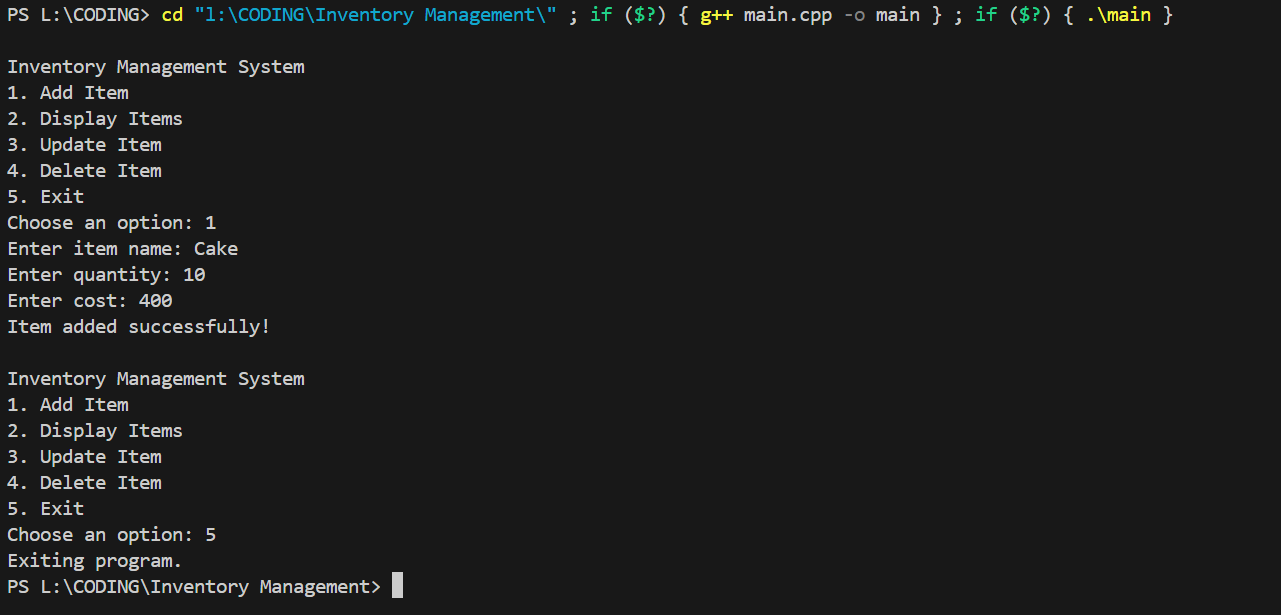 PS L:\CODING> cd "l:\CODING\Inventory Management\" ; if ($?) { g++ main.cpp -o main } ; if ($?) { .\main }
Inventory Management System
1. Add Item
2. Display Items
3. Update Item
4. Delete Item
5. Exit
Choose an option: 1
Enter item name: Cake
Enter quantity: 10
Enter cost: 400
Item added successfully!
Inventory Management System
1. Add Item
2. Display Items
3. Update Item
4. Delete Item
5. Exit
Choose an option: 5
Exiting program.
PS L:\CODING\Inventory Management>